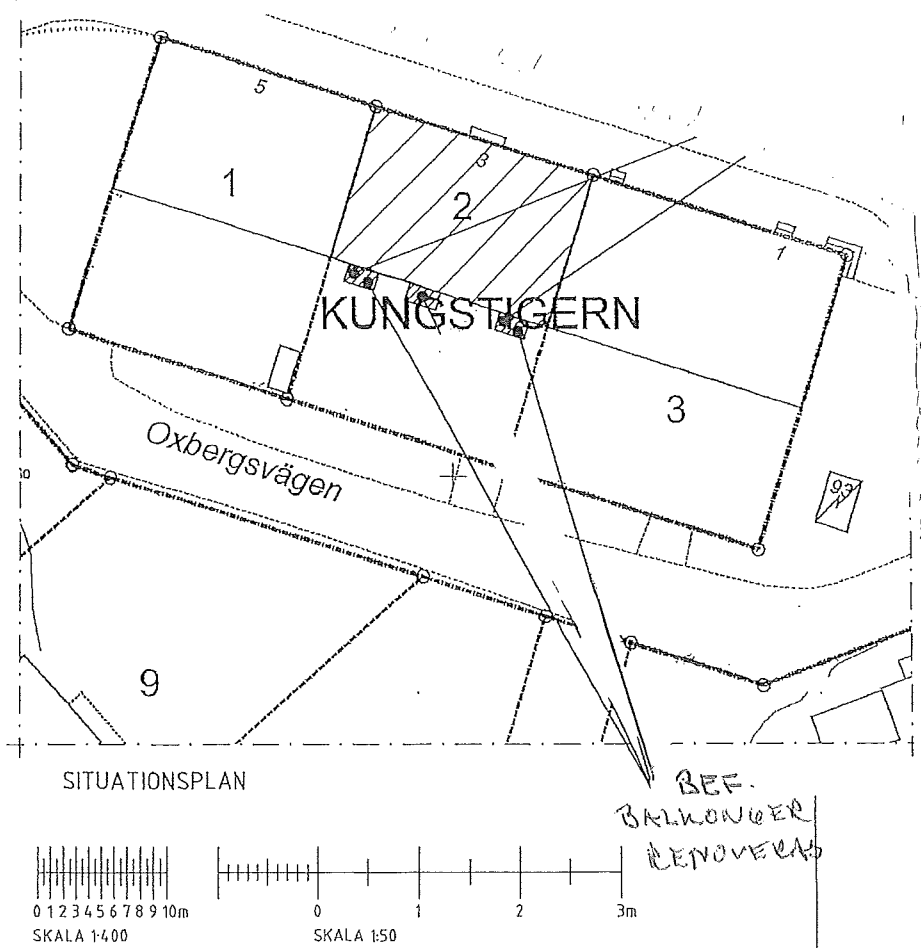 5
1
3
2
KUNGSTIGERN
1
3
Oxbergsvägen
93
9
SITUATIONSPLAN
BEF.
BALKONGER
RENOVERAS
0 1 2 3 4 5 6 7 8 9 10m
SKALA 1:400
0 1 2 3m
SKALA 1:50